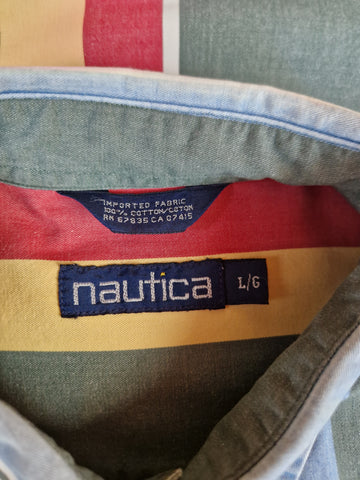 IMPORTED FABRIC
100% COTTON/COTON
RN 67835 CA 07415
nautica
L/G